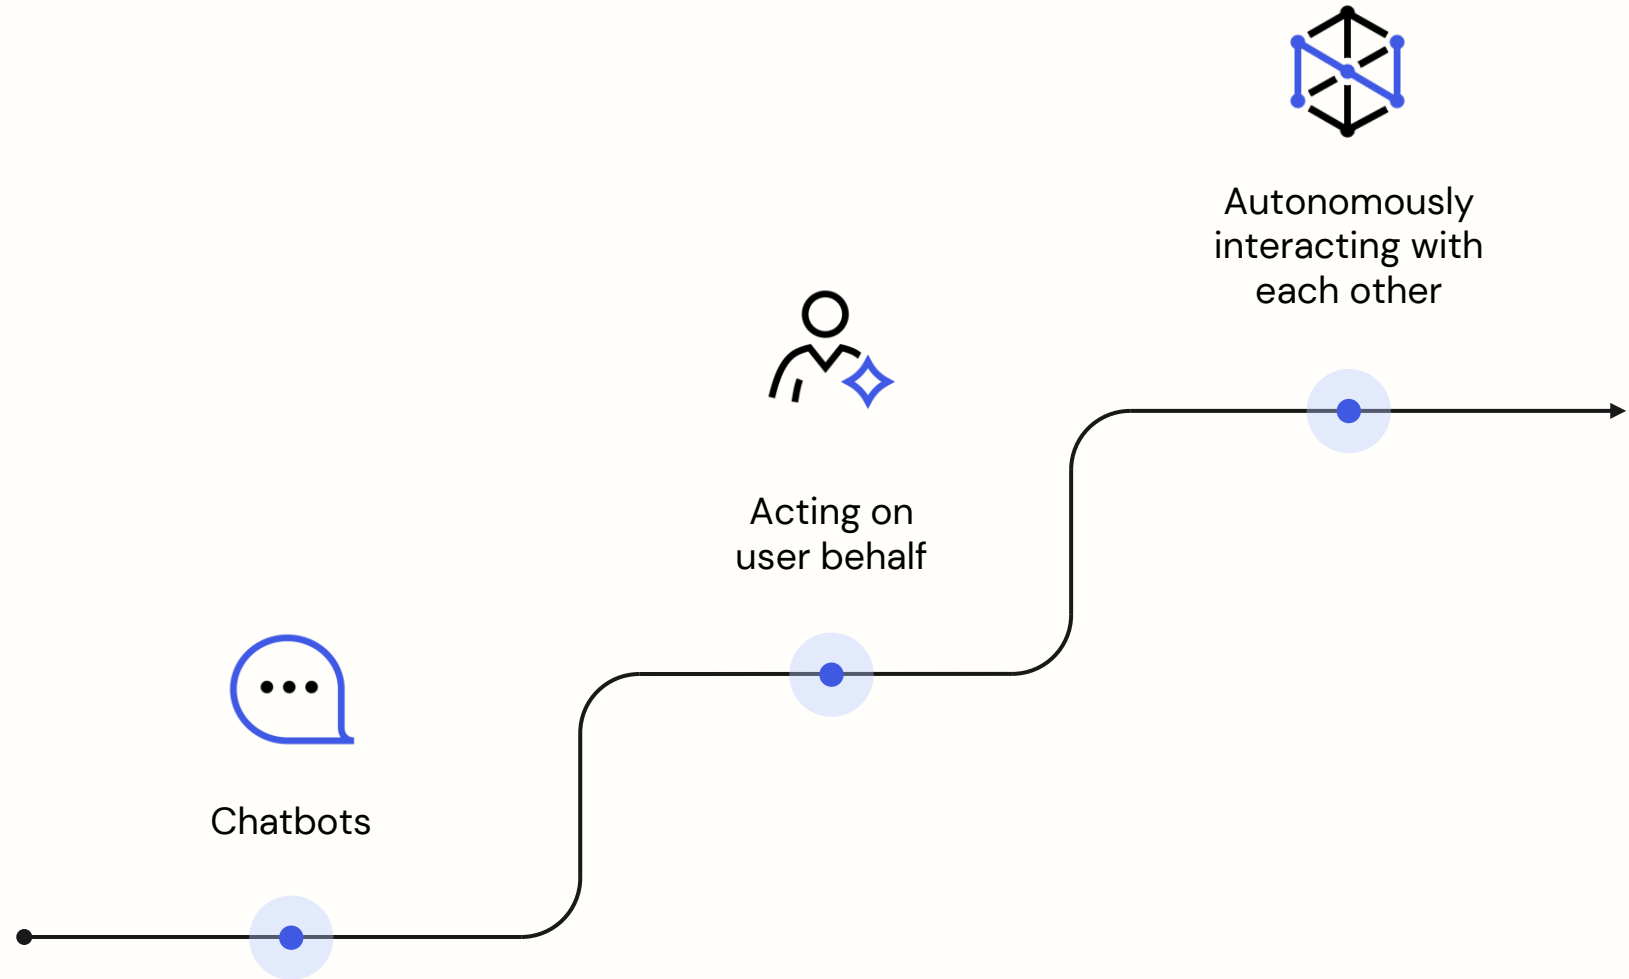 Autonomously
interacting with
each other
Acting on
user behalf
Chatbots